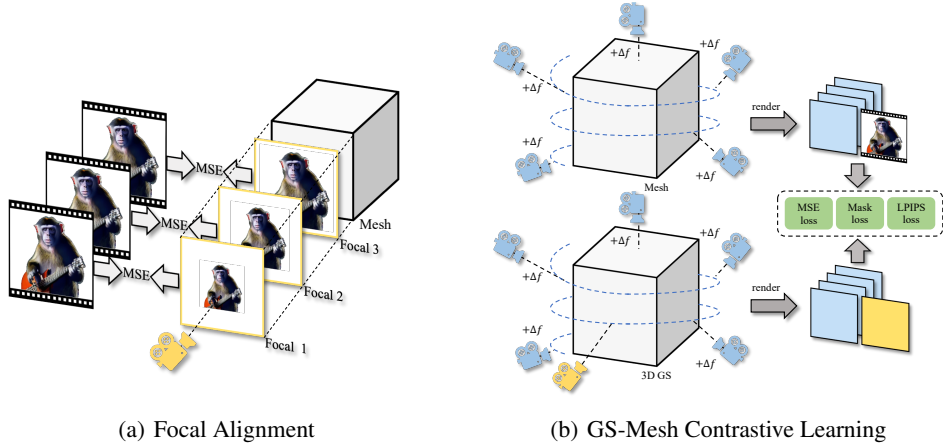 MSE
MSE
MSE
Mesh
Focal 3
Focal 2
Focal 1
(a) Focal Alignment
+Δf
+Δf
+Δf
+Δf
+Δf
Mesh
render
MSE
loss
Mask
loss
LPIPS
loss
+Δf
+Δf
+Δf
+Δf
+Δf
3D GS
render
(b) GS-Mesh Contrastive Learning